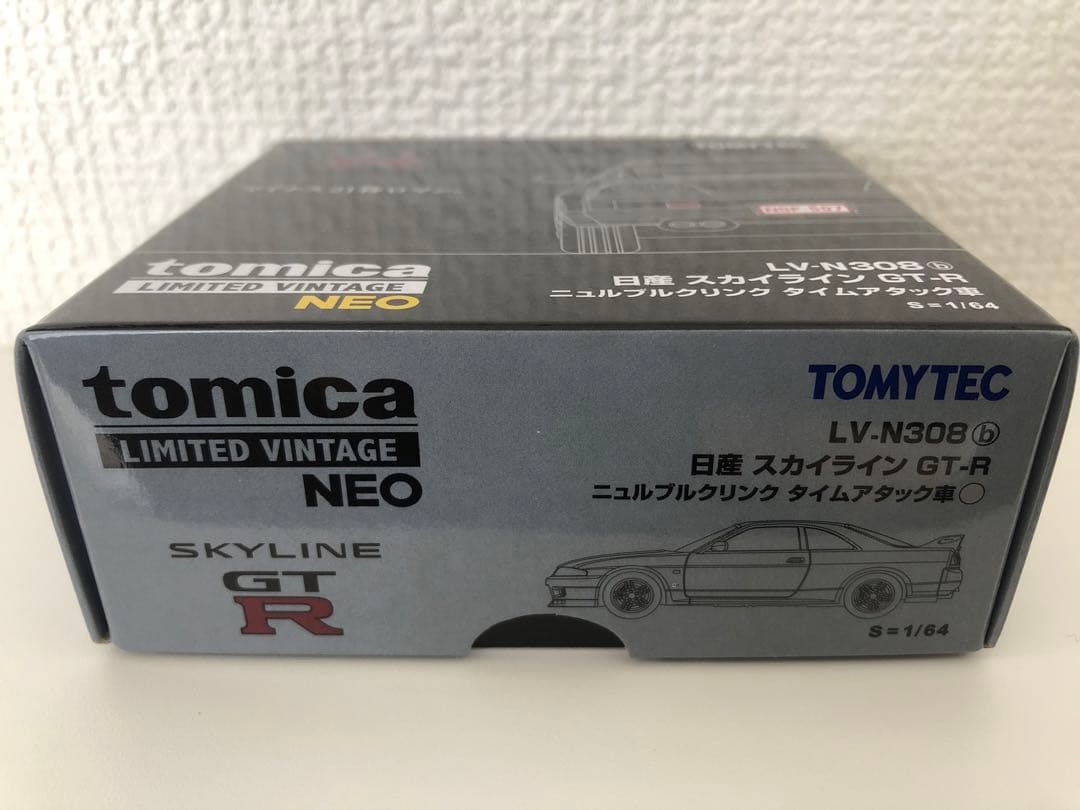 TOMYTEC
tomica
LIMITED VINTAGE
NEO
LV-N308 ⓑ
日産 スカイライン GT-R
ニュルブルクリンク タイムアタック車
S=1/64
tomica
LIMITED VINTAGE
NEO
TOMYTEC
LV-N308 ⓑ
日産 スカイライン GT-R
ニュルブルクリンク タイムアタック車○
SKYLINE
GT
R
S=1/64